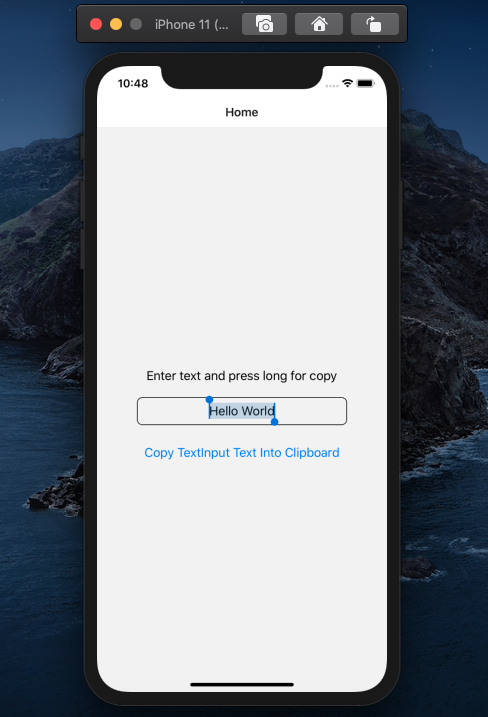 iPhone 11 (...
10:48
Home
Enter text and press long for copy
Hello World
Copy TextInput Text Into Clipboard